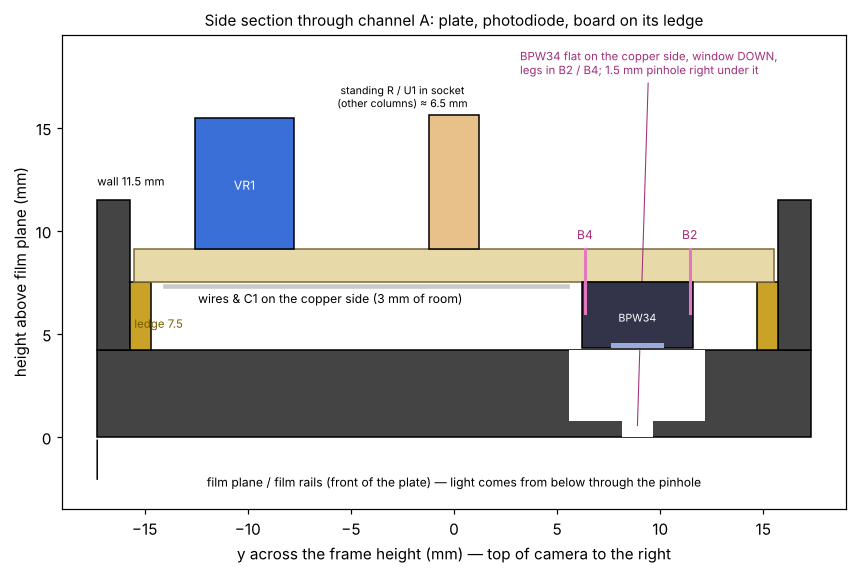 Side section through channel A: plate, photodiode, board on its ledge
BPW34 flat on the copper side, window DOWN,
legs in B2 / B4; 1.5 mm pinhole right under it
standing R / U1 in socket
(other columns) ≈ 6.5 mm
wall 11.5 mm
VR1
B4
B2
wires & C1 on the copper side (3 mm of room)
ledge 7.5
BPW34
film plane / film rails (front of the plate) — light comes from below through the pinhole
height above film plane (mm)
15
10
5
0
−15
−10
−5
0
5
10
15
y across the frame height (mm) — top of camera to the right